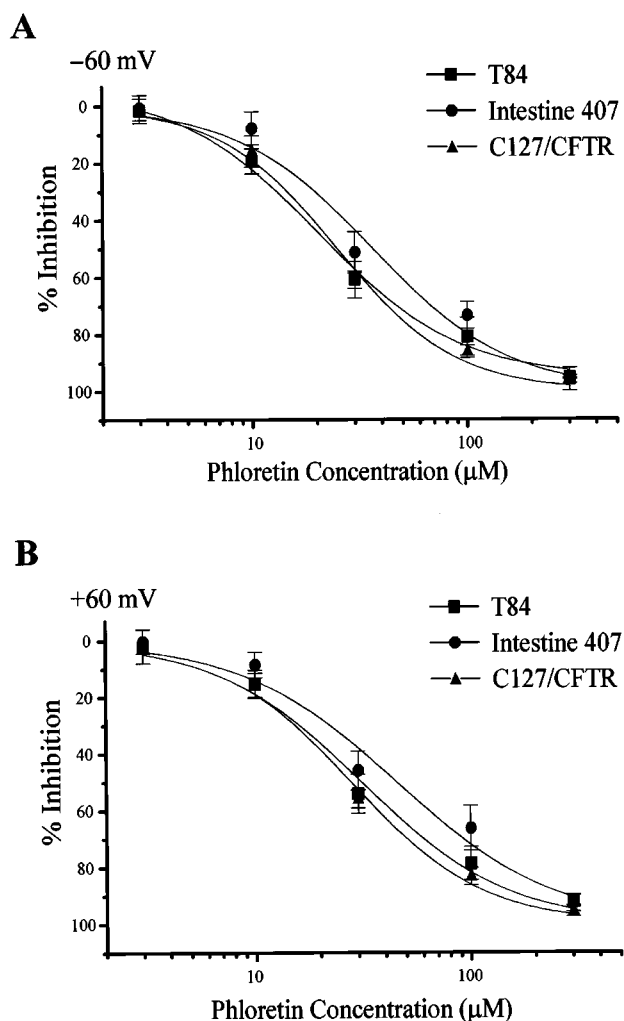 A
−60 mV
T84
Intestine 407
C127/CFTR
0
20
40
60
80
100
% Inhibition
10
100
Phloretin Concentration (μM)
B
+60 mV
T84
Intestine 407
C127/CFTR
0
20
40
60
80
100
% Inhibition
10
100
Phloretin Concentration (μM)